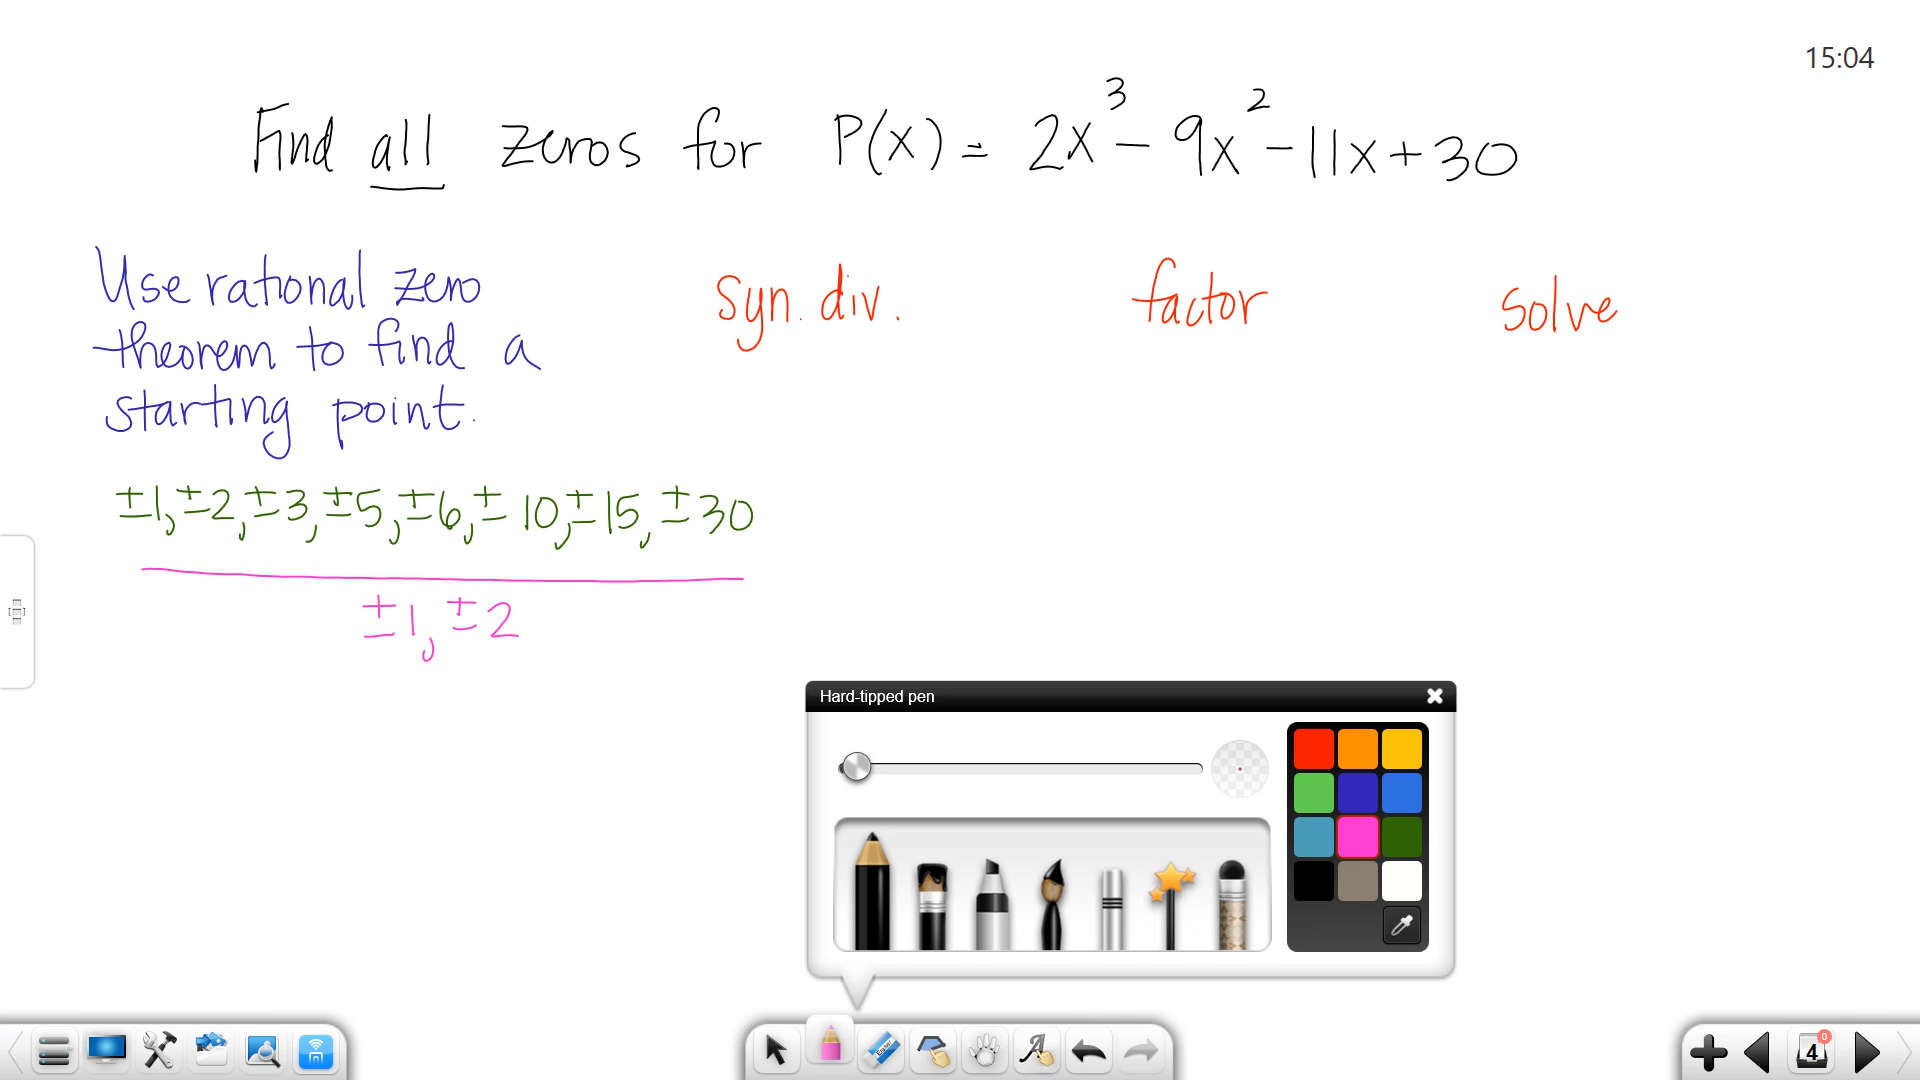 15:04
Find all zeros for P(x) = 2x³ - 9x² - 11x + 30
Use rational zero
theorem to find a
starting point.
syn. div.
factor
solve
±1, ±2, ±3, ±5, ±6, ±10, ±15, ±30
±1, ±2
Hard-tipped pen
Eraser
A
4
0